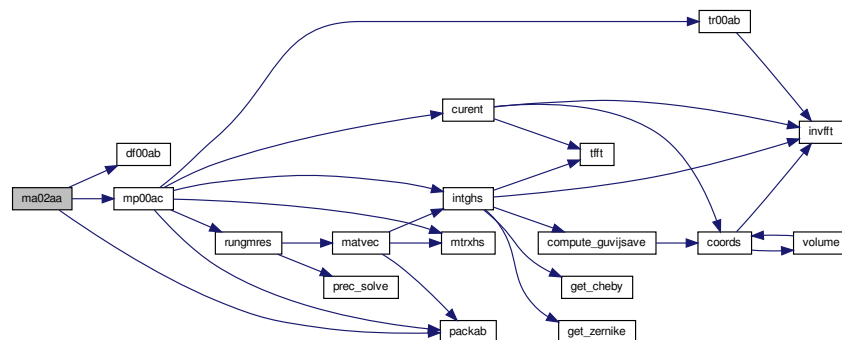 tr00ab
curent
invfft
df00ab
tfft
ma02aa
mp00ac
intghs
rungmres
matvec
mtrxhs
compute_guvijsave
coords
volume
prec_solve
get_cheby
packab
get_zernike